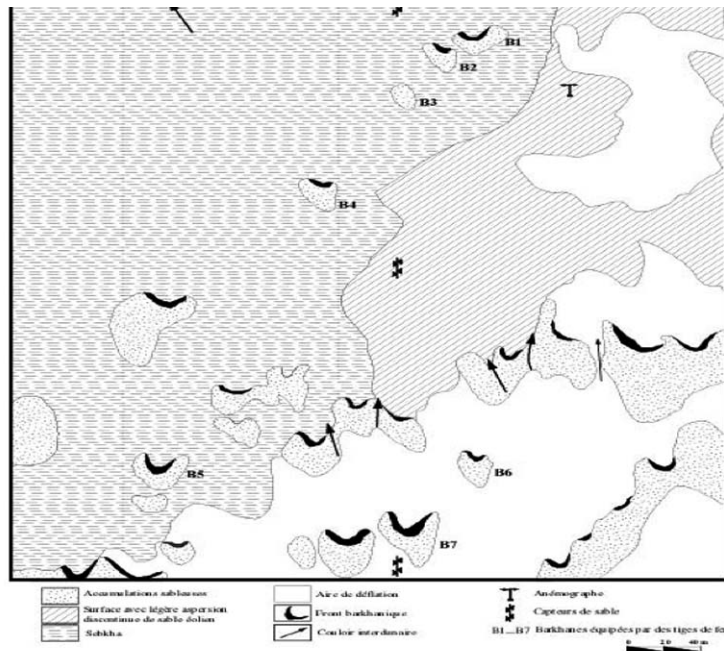 B1
B2
B3
B4
B5
B6
B7
Accumulations sableuses
Surface avec légère aspersion
discontinue de sable éolien
Sebkha
Aire de déflation
Front barkhanique
Couloir interdunaire
Anémographe
Capteurs de sable
B1...B7 Barkhanes équipées par des tiges de fe
0 20 40 m